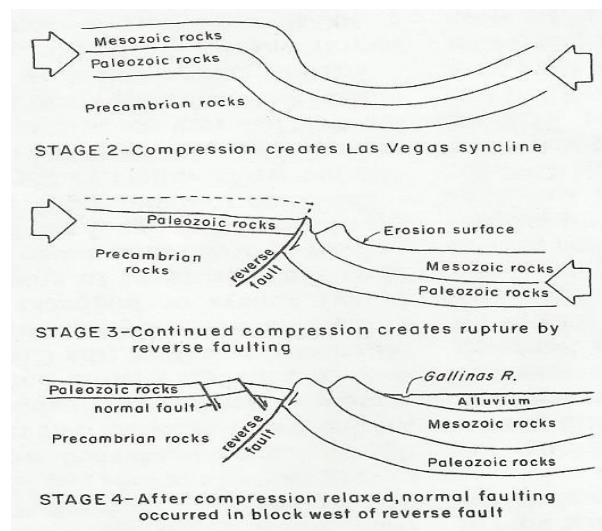 Mesozoic rocks
Paleozoic rocks
Precambrian rocks
STAGE 2-Compression creates Las Vegas syncline
Paleozoic rocks
Erosion surface
Precambrian
rocks
reverse
fault
Mesozoic rocks
Paleozoic rocks
STAGE 3-Continued compression creates rupture by
reverse faulting
Gallinas R.
Paleozoic rocks
normal fault
Alluvium
Precambrian rocks
reverse
fault
Mesozoic rocks
Paleozoic rocks
STAGE 4-After compression relaxed, normal faulting
occurred in block west of reverse fault